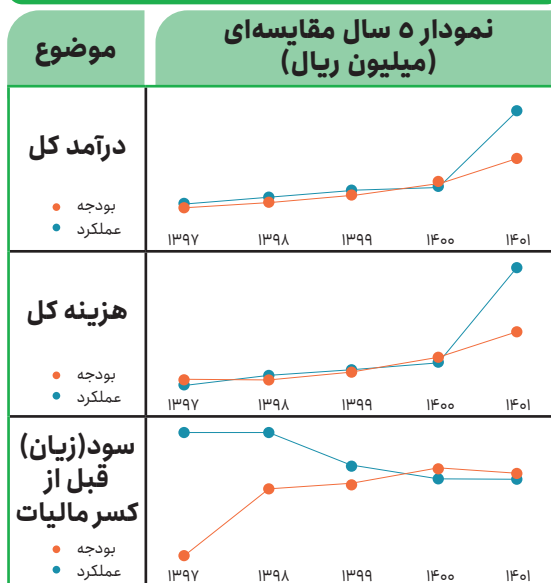 موضوع
نمودار ۵ سال مقایسه‌ای
(میلیون ریال)
درآمد کل
بودجه
عملکرد
۱۳۹۷ ۱۳۹۸ ۱۳۹۹ ۱۴۰۰ ۱۴۰۱
هزینه کل
بودجه
عملکرد
۱۳۹۷ ۱۳۹۸ ۱۳۹۹ ۱۴۰۰ ۱۴۰۱
سود(زیان)
قبل از
کسر مالیات
بودجه
عملکرد
۱۳۹۷ ۱۳۹۸ ۱۳۹۹ ۱۴۰۰ ۱۴۰۱